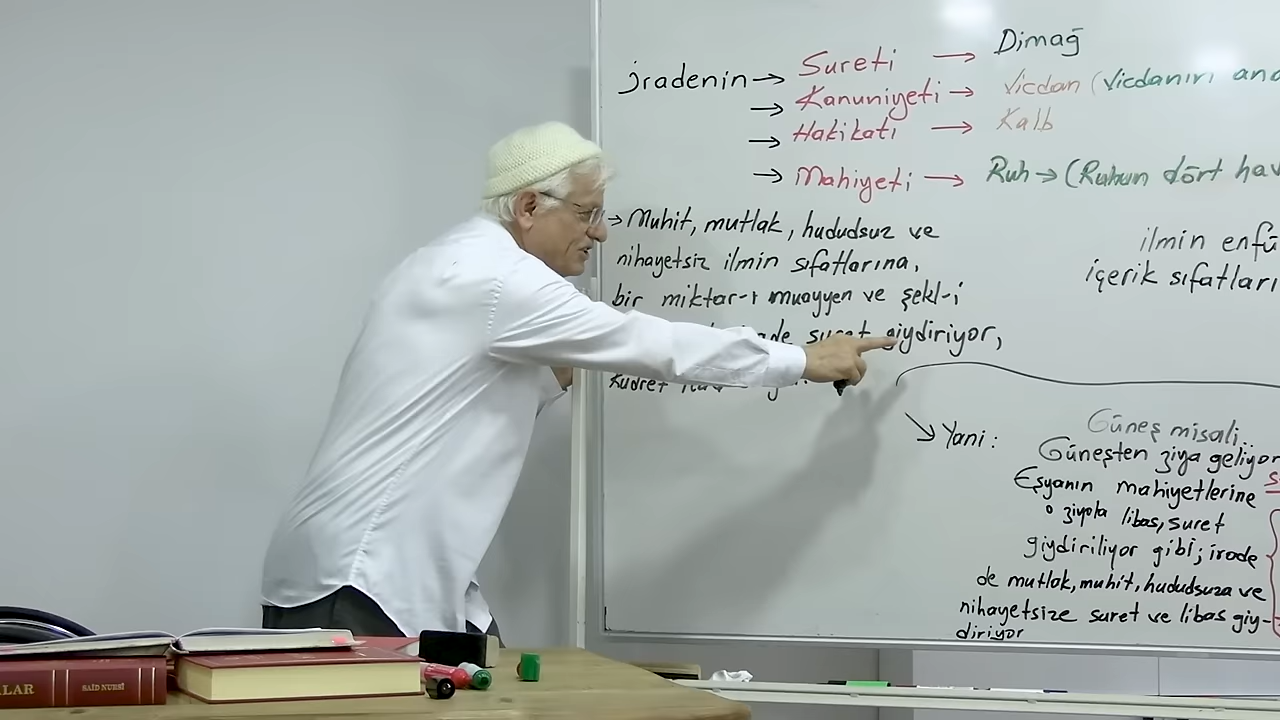 İradenin → Sureti → Dimağ
→ Kanuniyeti → Vicdan (Vicdanın ana
→ Hakikatı → Kalb
→ Mahiyeti → Ruh → (Ruhun dört hav
→ Muhit, mutlak, hududsuz ve
nihayetsiz ilmin sıfatlarına,
bir miktar-ı muayyen ve şekl-i
suret giydiriyor,
Kudret
ilmin enfü
içerik sıfatları
Yani:
Güneş misali
Güneşten ziya geliyor
Eşyanın mahiyetlerine
o ziyata libas, suret
giydiriliyor gibi; irade
de mutlak, muhit, hududsuza ve
nihayetsize suret ve libas giy-
diriyor
LAR SAİD NURSİ